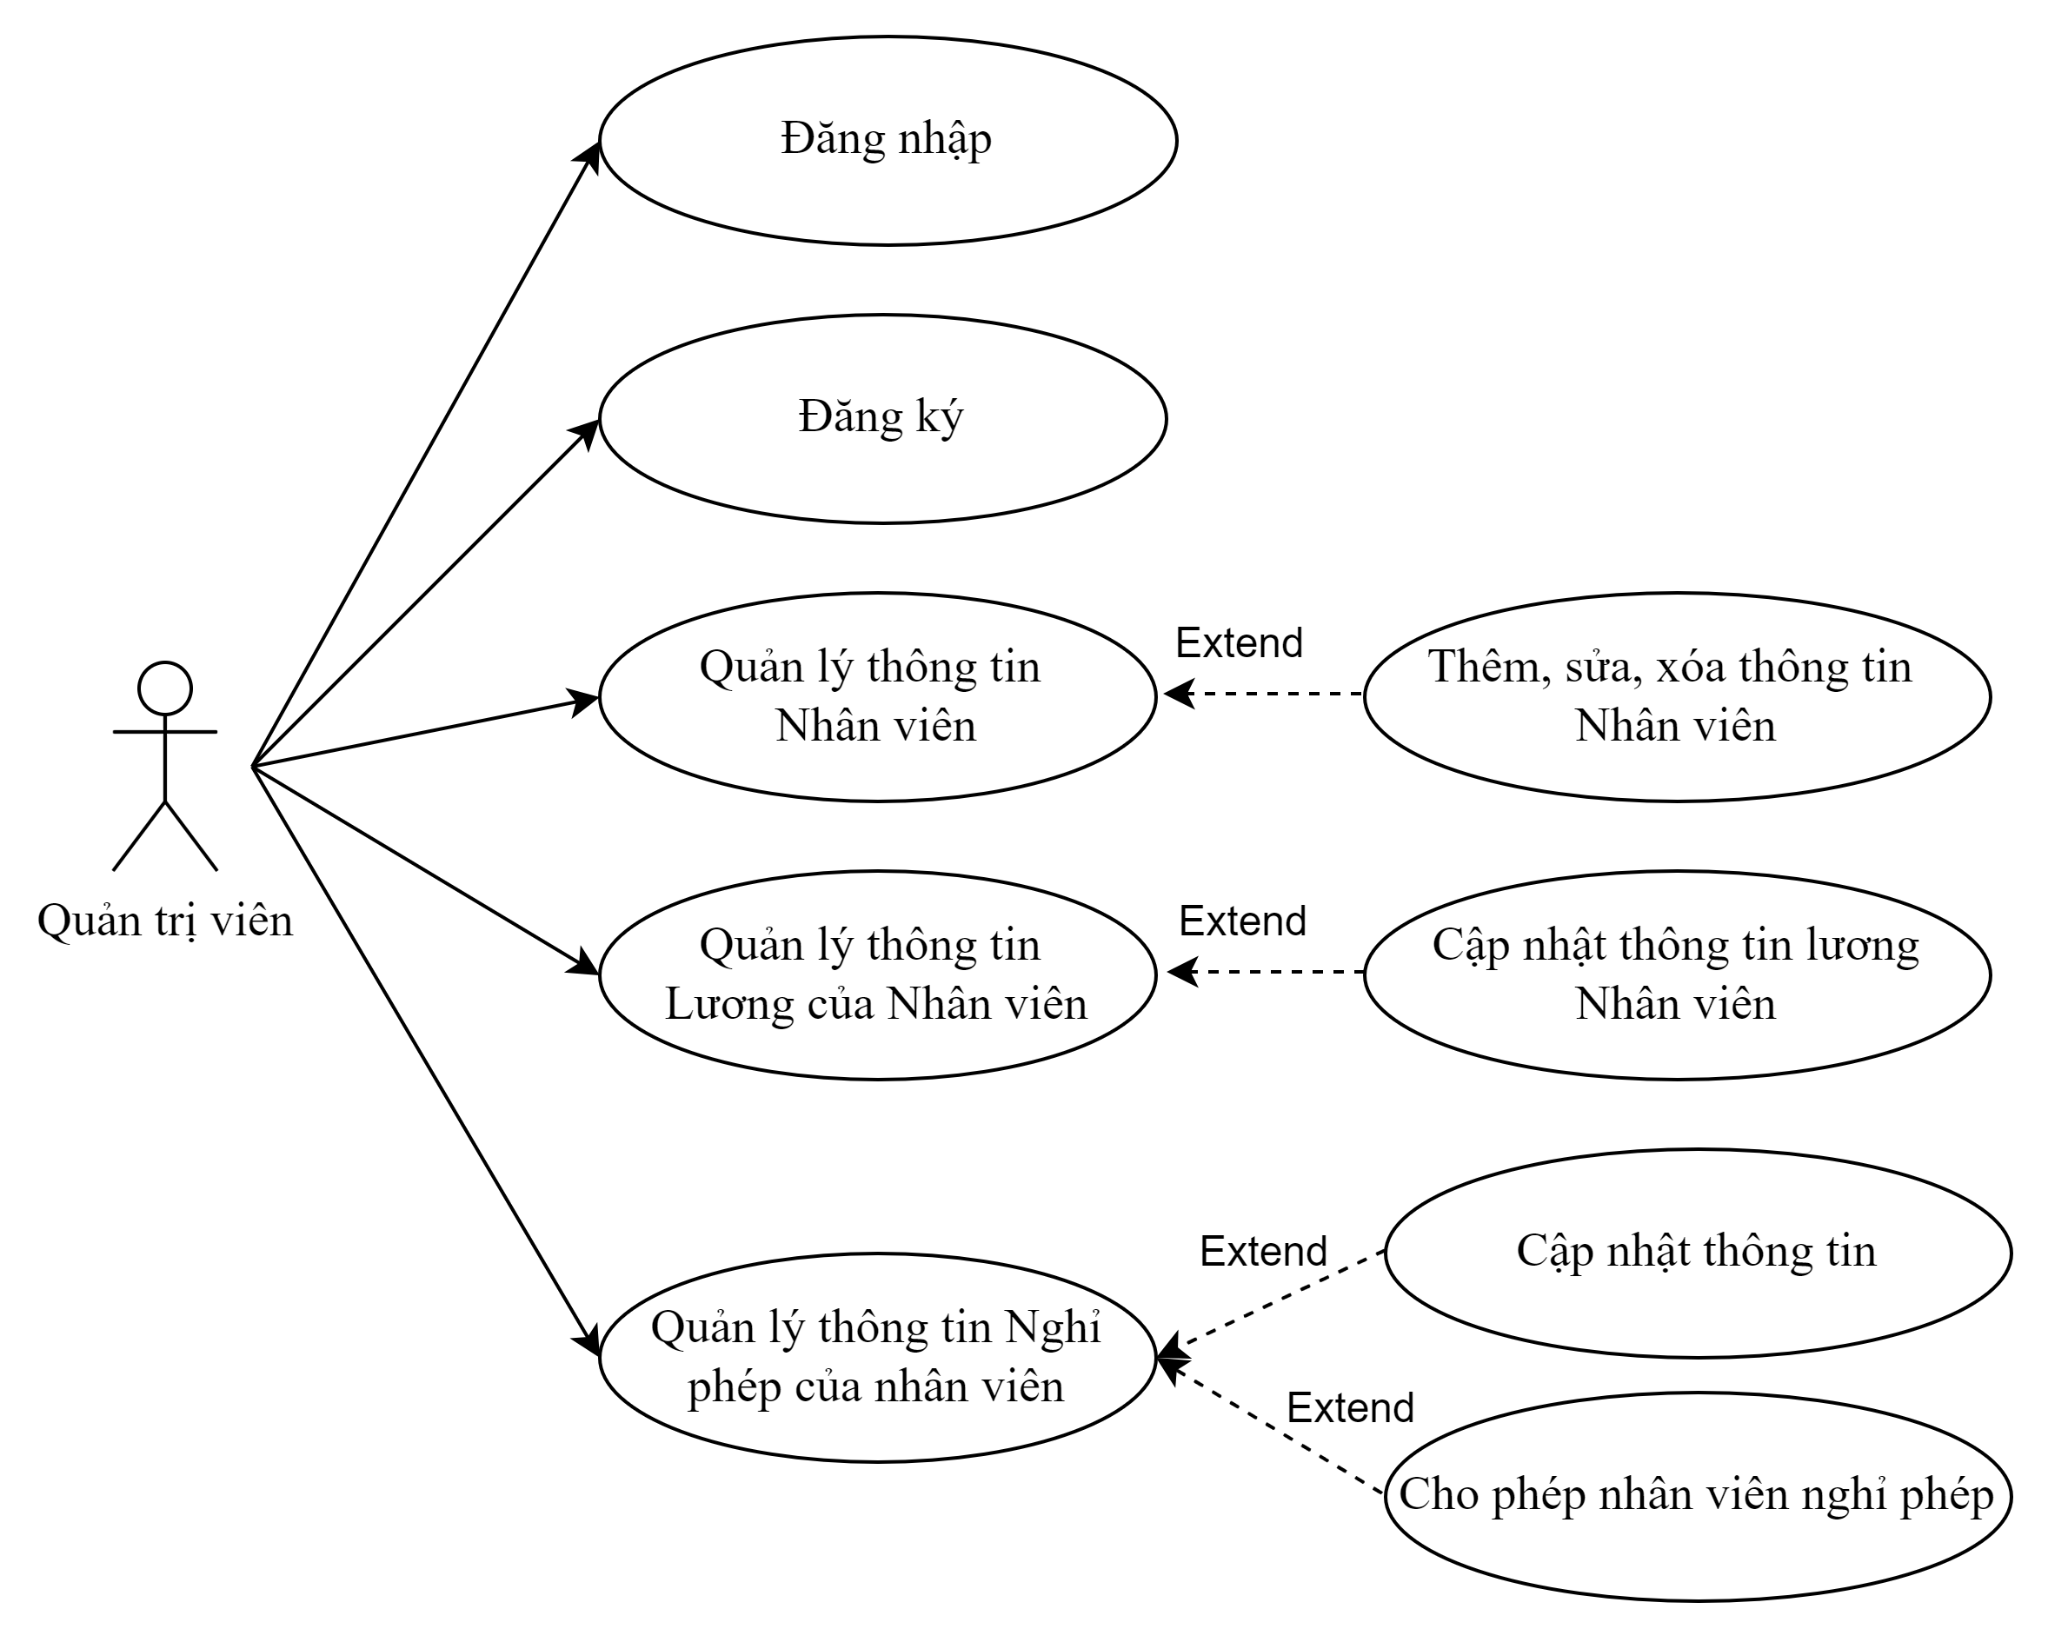 Đăng nhập
Đăng ký
Quản lý thông tin
Nhân viên
Extend
Thêm, sửa, xóa thông tin
Nhân viên
Quản trị viên
Quản lý thông tin
Lương của Nhân viên
Extend
Cập nhật thông tin lương
Nhân viên
Quản lý thông tin Nghỉ
phép của nhân viên
Extend
Cập nhật thông tin
Extend
Cho phép nhân viên nghỉ phép